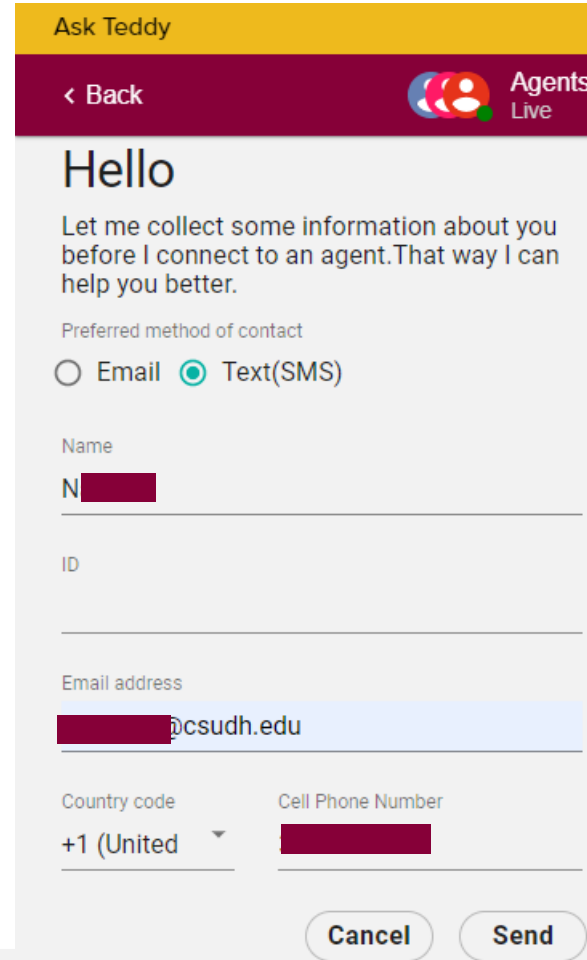 Ask Teddy
< Back
Agents
Live
Hello
Let me collect some information about you
before I connect to an agent.That way I can
help you better.
Preferred method of contact
Email Text(SMS)
Name
N
ID
Email address
@csudh.edu
Country code Cell Phone Number
+1 (United
Cancel Send